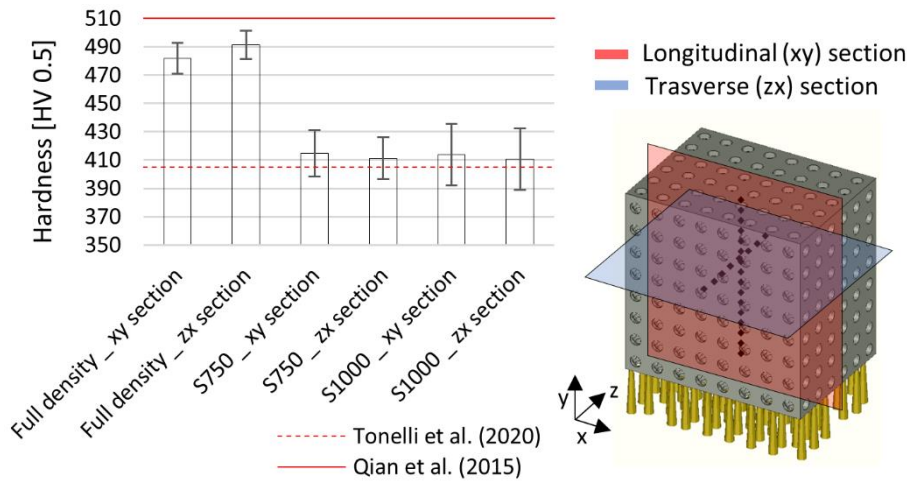 Hardness [HV 0.5]
510
490
470
450
430
410
390
370
350
Full density _ xy section
Full density _ zx section
S750 _ xy section
S750 _ zx section
S1000 _ xy section
S1000 _ zx section
Tonelli et al. (2020)
Qian et al. (2015)
Longitudinal (xy) section
Trasverse (zx) section
y
z
x